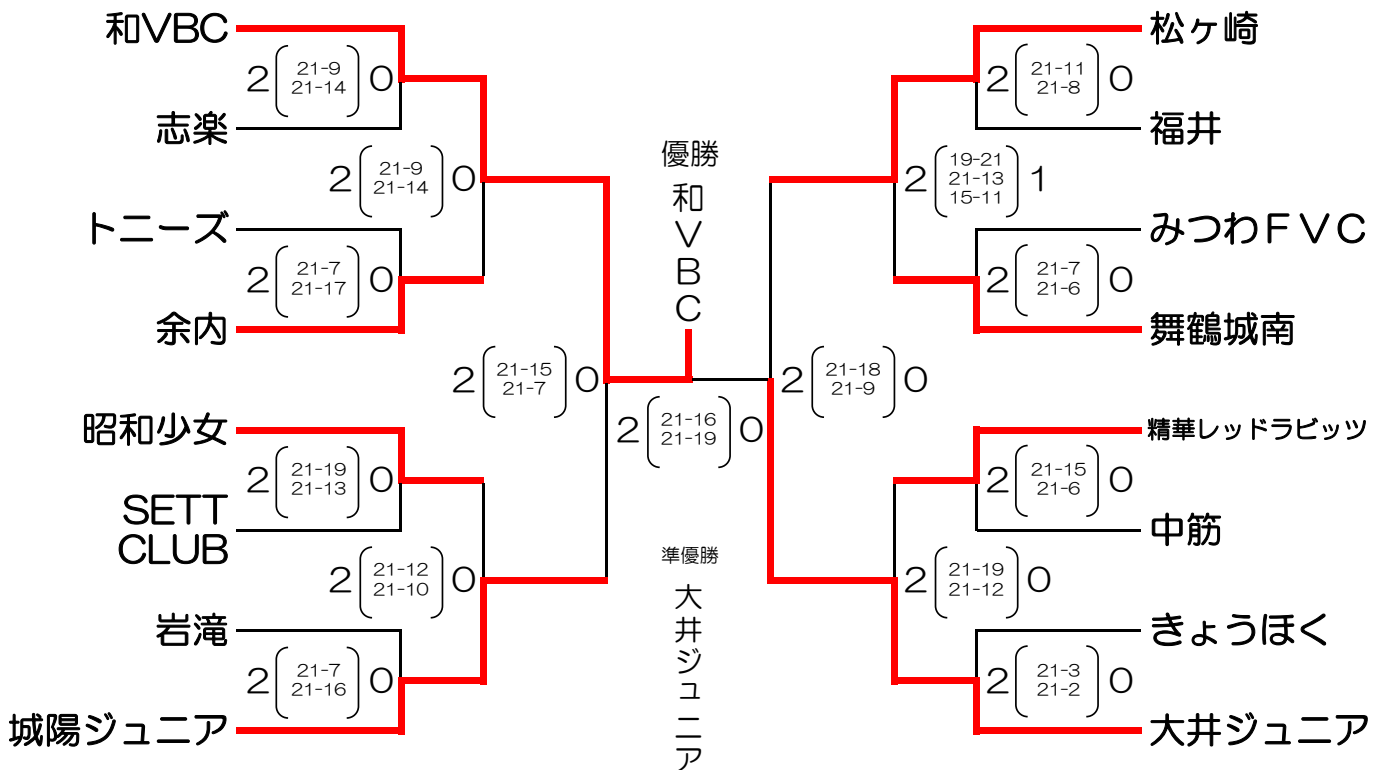 和VBC
2 21-9 0
21-14
志楽
2 21-9 0
21-14
トニーズ
2 21-7 0
21-17
余内
2 21-15 0
21-7
昭和少女
2 21-19 0
21-13
SETT
CLUB
2 21-12 0
21-10
岩滝
2 21-7 0
21-16
城陽ジュニア
優勝
和VBC
2 21-16 0
21-19
準優勝
大井ジュニア
松ヶ崎
2 21-11 0
21-8
福井
2 19-21 1
21-13
15-11
みつわFVC
2 21-7 0
21-6
舞鶴城南
2 21-18 0
21-9
精華レッドラビッツ
2 21-15 0
21-6
中筋
2 21-19 0
21-12
きょうほく
2 21-3 0
21-2
大井ジュニア